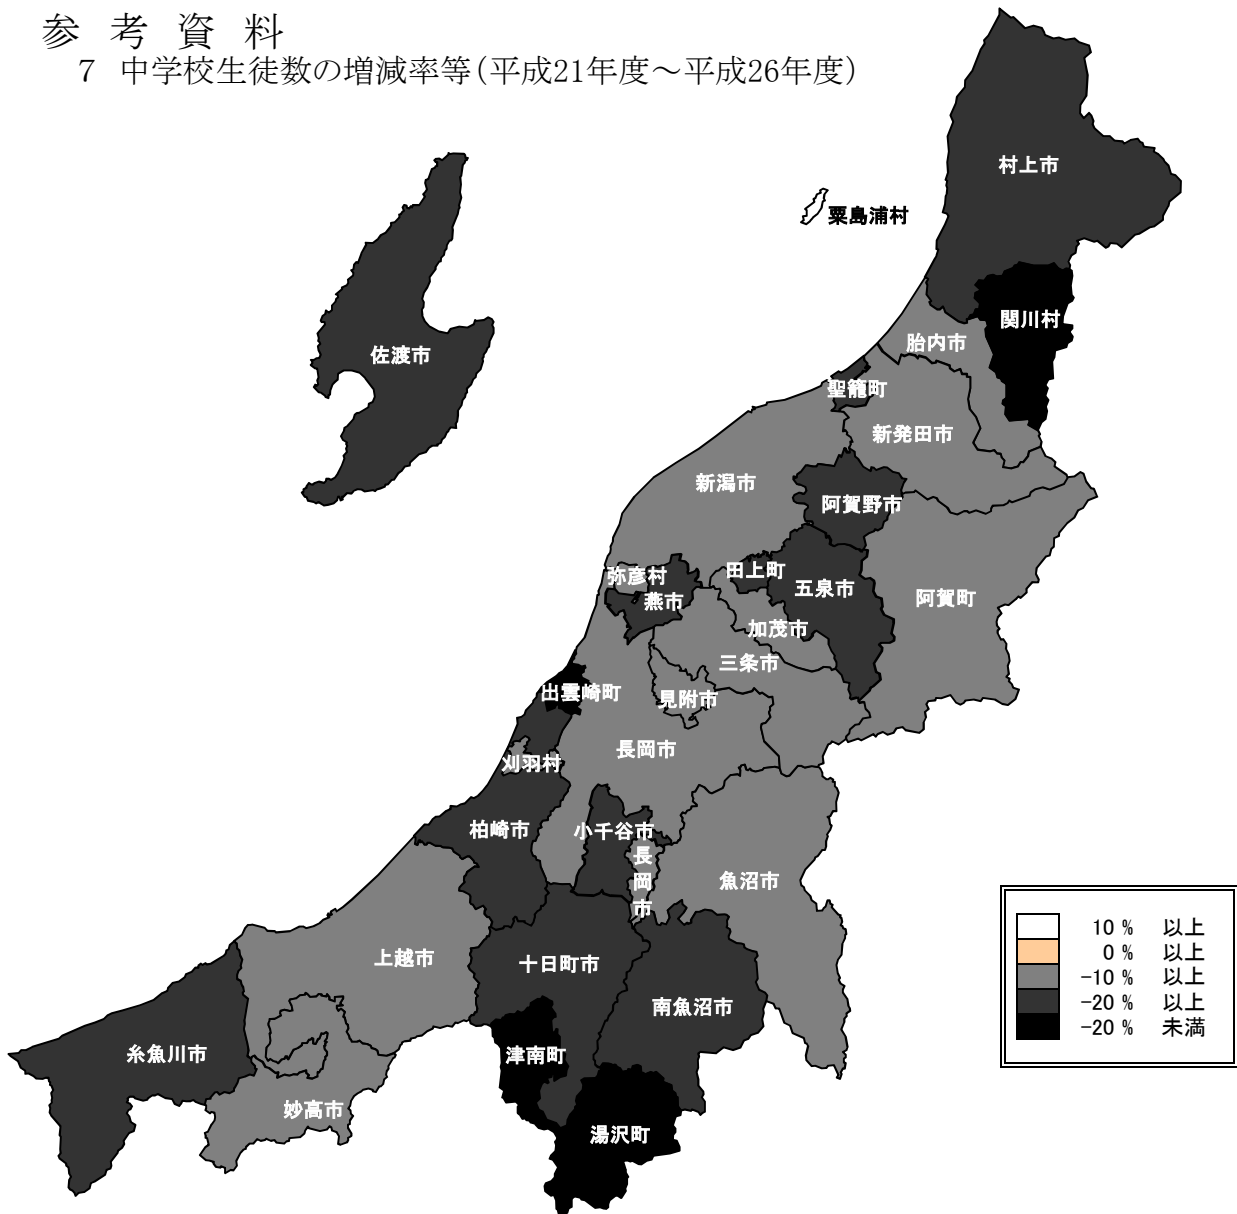 参考資料
7 中学校生徒数の増減率等(平成21年度～平成26年度)
村上市
粟島浦村
関川村
佐渡市
胎内市
聖籠町
新発田市
新潟市
阿賀野市
弥彦村
田上町
五泉市
阿賀町
燕市
加茂市
三条市
出雲崎町
見附市
長岡市
刈羽村
柏崎市
小千谷市
長岡市
魚沼市
上越市
十日町市
南魚沼市
糸魚川市
津南町
妙高市
湯沢町
10 % 以上
0 % 以上
-10 % 以上
-20 % 以上
-20 % 未満